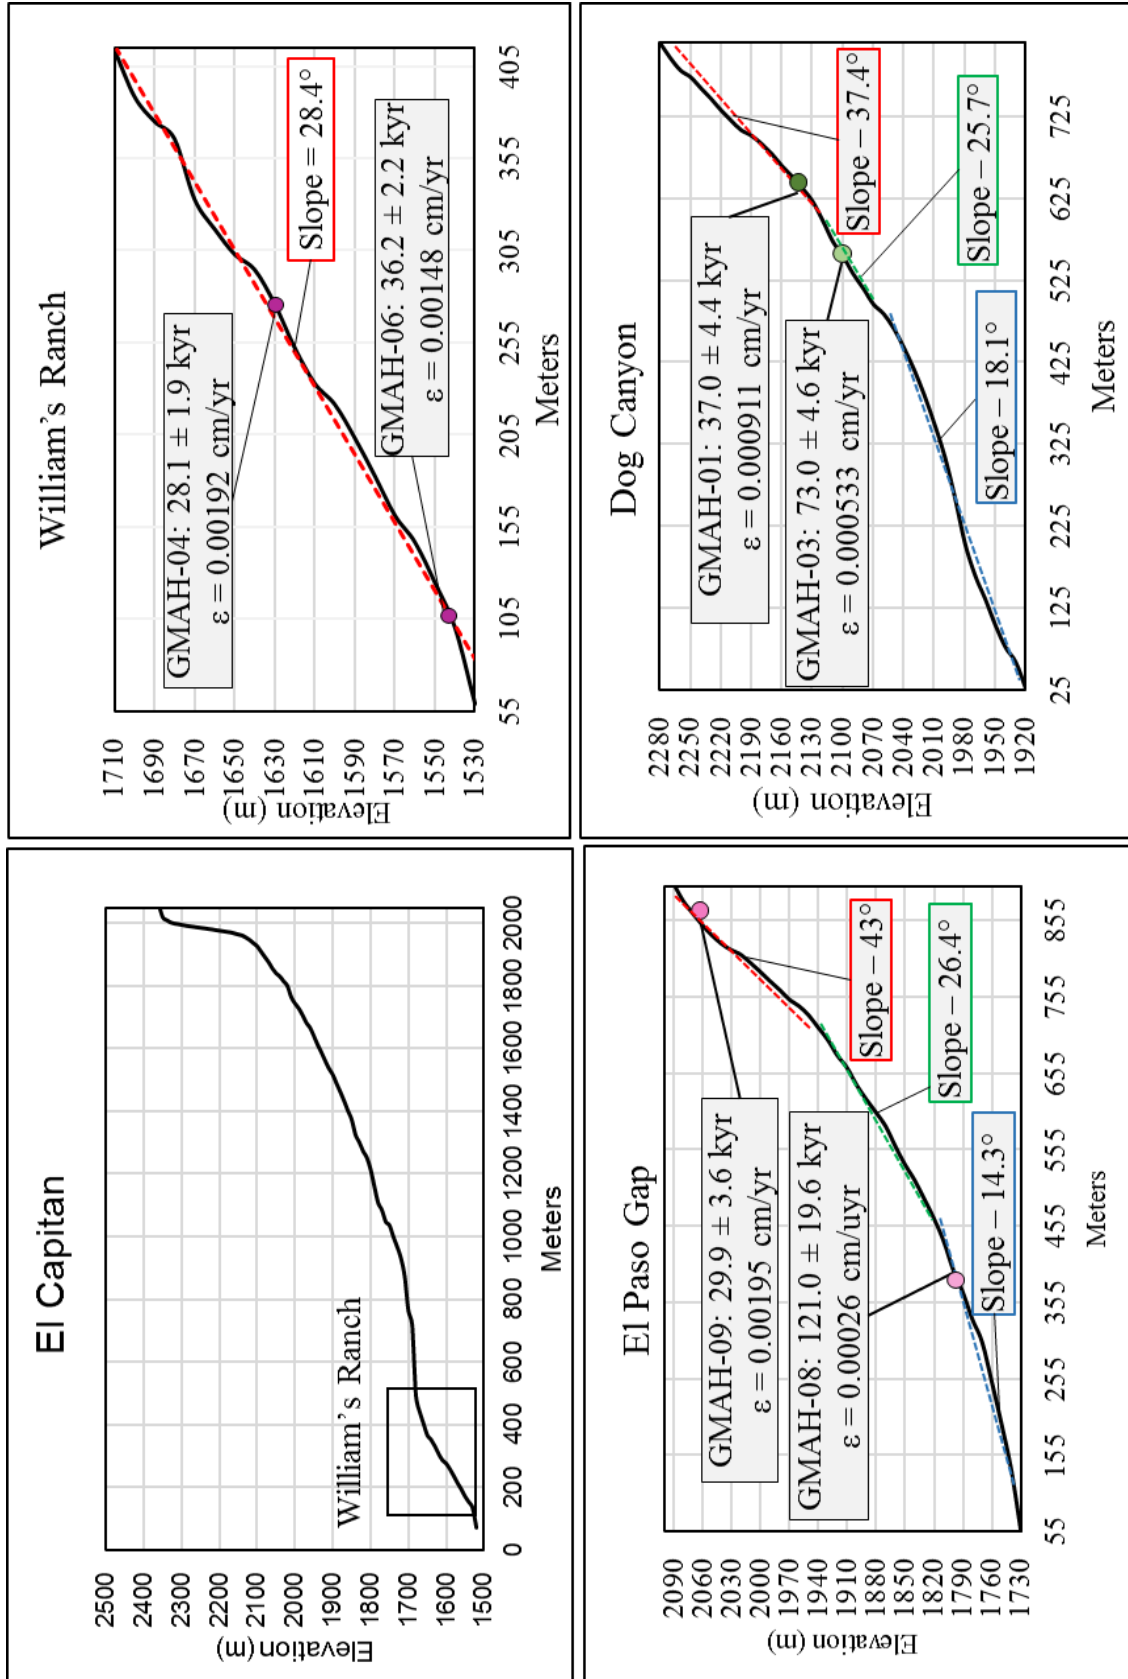 El Capitan
2500
2400
2300
2200
2100
2000
1900
1800
1700
1600
1500
Elevation (m)
William's Ranch
0 200 400 600 800 1000 1200 1400 1600 1800 2000
Meters
William's Ranch
1710
1690
1670
1650
1630
1610
1590
1570
1550
1530
Elevation (m)
GMAH-04: 28.1 ± 1.9 kyr
ε = 0.00192 cm/yr
Slope = 28.4°
GMAH-06: 36.2 ± 2.2 kyr
ε = 0.00148 cm/yr
55 105 155 205 255 305 355 405
Meters
El Paso Gap
2090
2060
2030
2000
1970
1940
1910
1880
1850
1820
1790
1760
1730
Elevation (m)
GMAH-09: 29.9 ± 3.6 kyr
ε = 0.00195 cm/yr
GMAH-08: 121.0 ± 19.6 kyr
ε = 0.00026 cm/uyr
Slope – 43°
Slope – 26.4°
Slope – 14.3°
55 155 255 355 455 555 655 755 855
Meters
Dog Canyon
2280
2250
2220
2190
2160
2130
2100
2070
2040
2010
1980
1950
1920
Elevation (m)
GMAH-01: 37.0 ± 4.4 kyr
ε = 0.000911 cm/yr
GMAH-03: 73.0 ± 4.6 kyr
ε = 0.000533 cm/yr
Slope – 37.4°
Slope – 25.7°
Slope – 18.1°
25 125 225 325 425 525 625 725
Meters